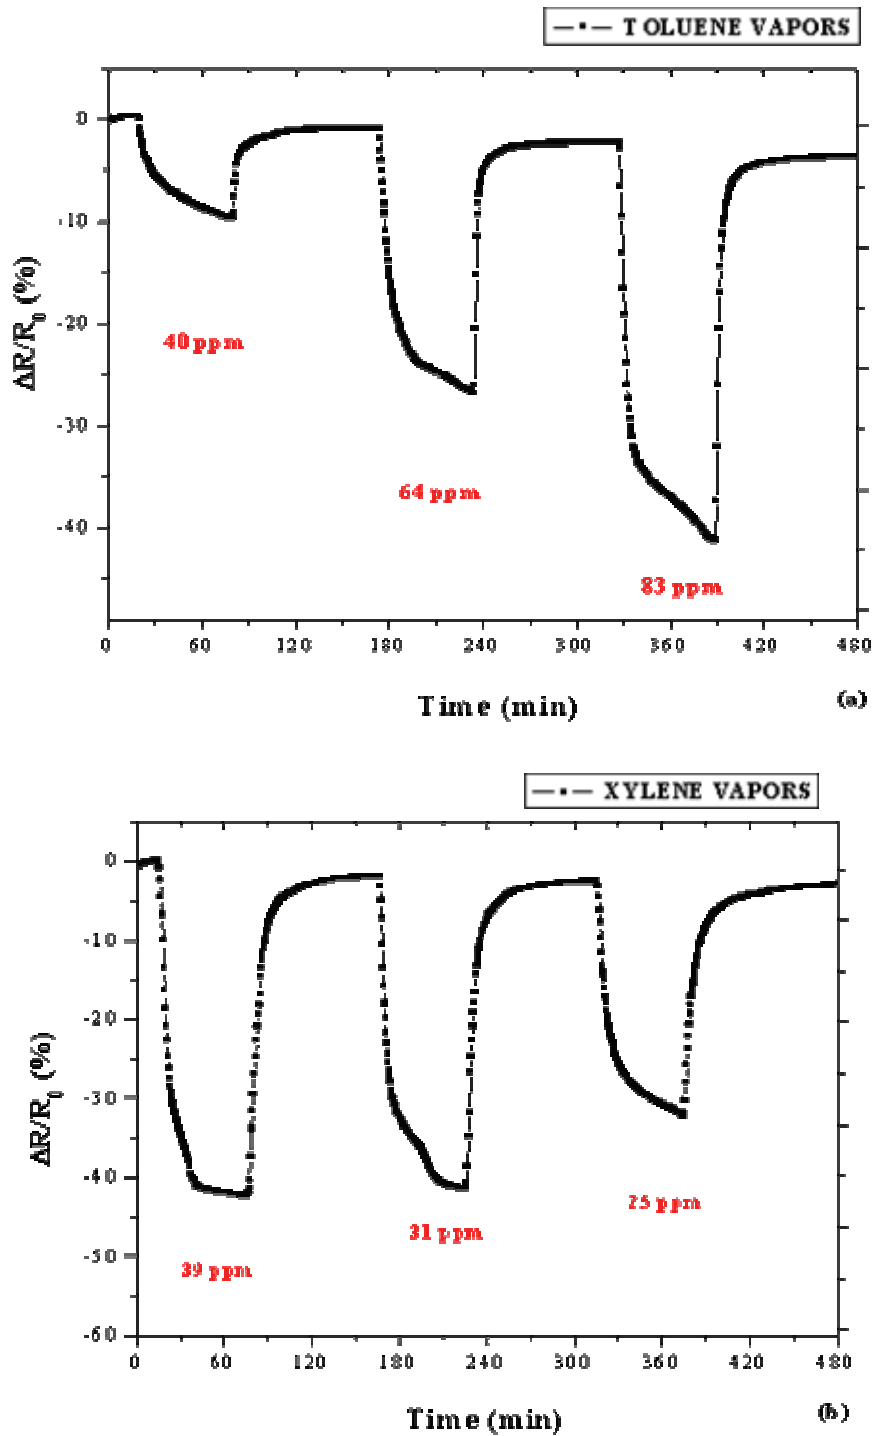 —▪— TOLUENE VAPORS
0
-10
-20
-30
-40
ΔR/R0 (%)
40 ppm
64 ppm
83 ppm
0 60 120 180 240 300 360 420 480
Time (min)
(a)
—▪— XYLENE VAPORS
0
-10
-20
-30
-40
-50
-60
ΔR/R0 (%)
39 ppm
31 ppm
25 ppm
0 60 120 180 240 300 360 420 480
Time (min)
(b)